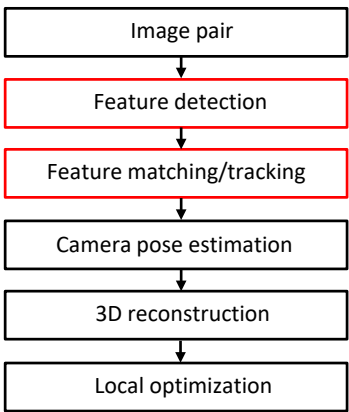 Image pair
Feature detection
Feature matching/tracking
Camera pose estimation
3D reconstruction
Local optimization